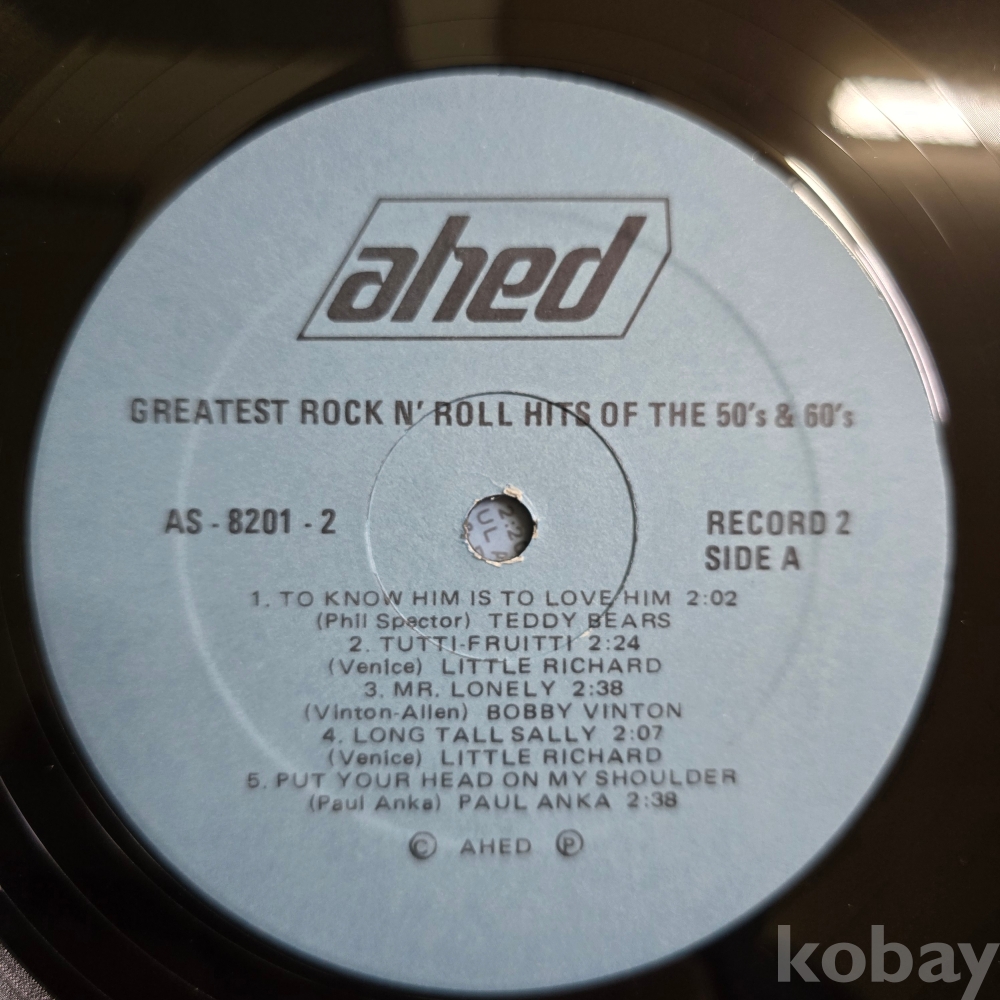 ahed
GREATEST ROCK N' ROLL HITS OF THE 50's & 60's
AS - 8201 - 2
RECORD 2
SIDE A
1. TO KNOW HIM IS TO LOVE HIM 2:02
(Phil Spector) TEDDY BEARS
2. TUTTI-FRUITTI 2:24
(Venice) LITTLE RICHARD
3. MR. LONELY 2:38
(Vinton-Allen) BOBBY VINTON
4. LONG TALL SALLY 2:07
(Venice) LITTLE RICHARD
5. PUT YOUR HEAD ON MY SHOULDER
(Paul Anka) PAUL ANKA 2:38
© AHED ℗
kobay